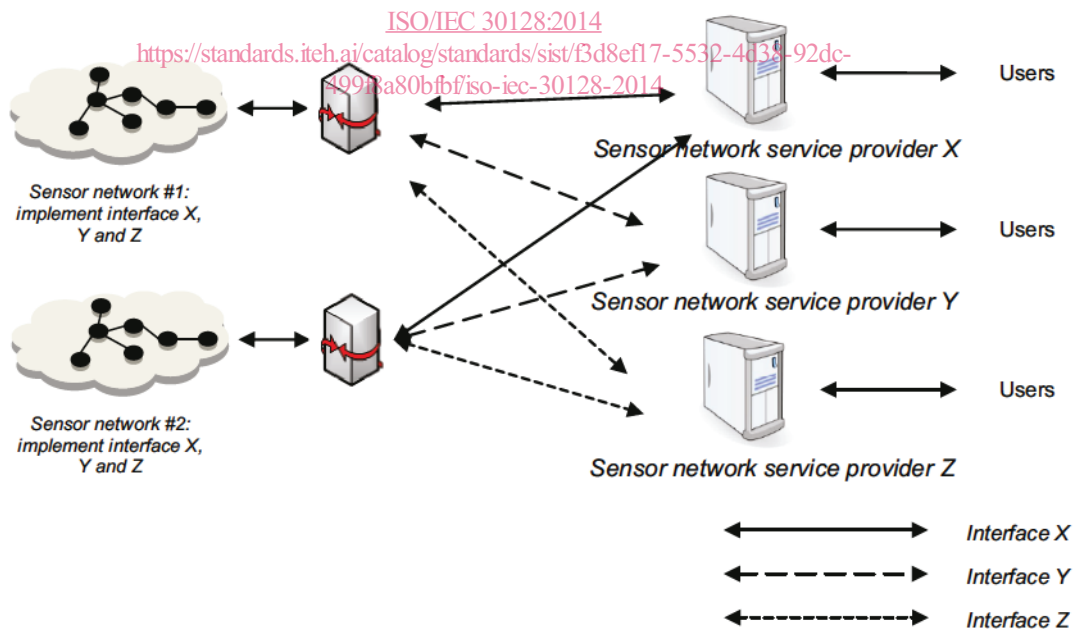 ISO/IEC 30128:2014
https://standards.iteh.ai/catalog/standards/sist/f3d8ef17-5532-4d38-92dc-
499f8a80bfbf/iso-iec-30128-2014
Users
Sensor network service provider X
Sensor network #1:
implement interface X,
Y and Z
Users
Sensor network service provider Y
Sensor network #2:
implement interface X,
Y and Z
Users
Sensor network service provider Z
Interface X
Interface Y
Interface Z